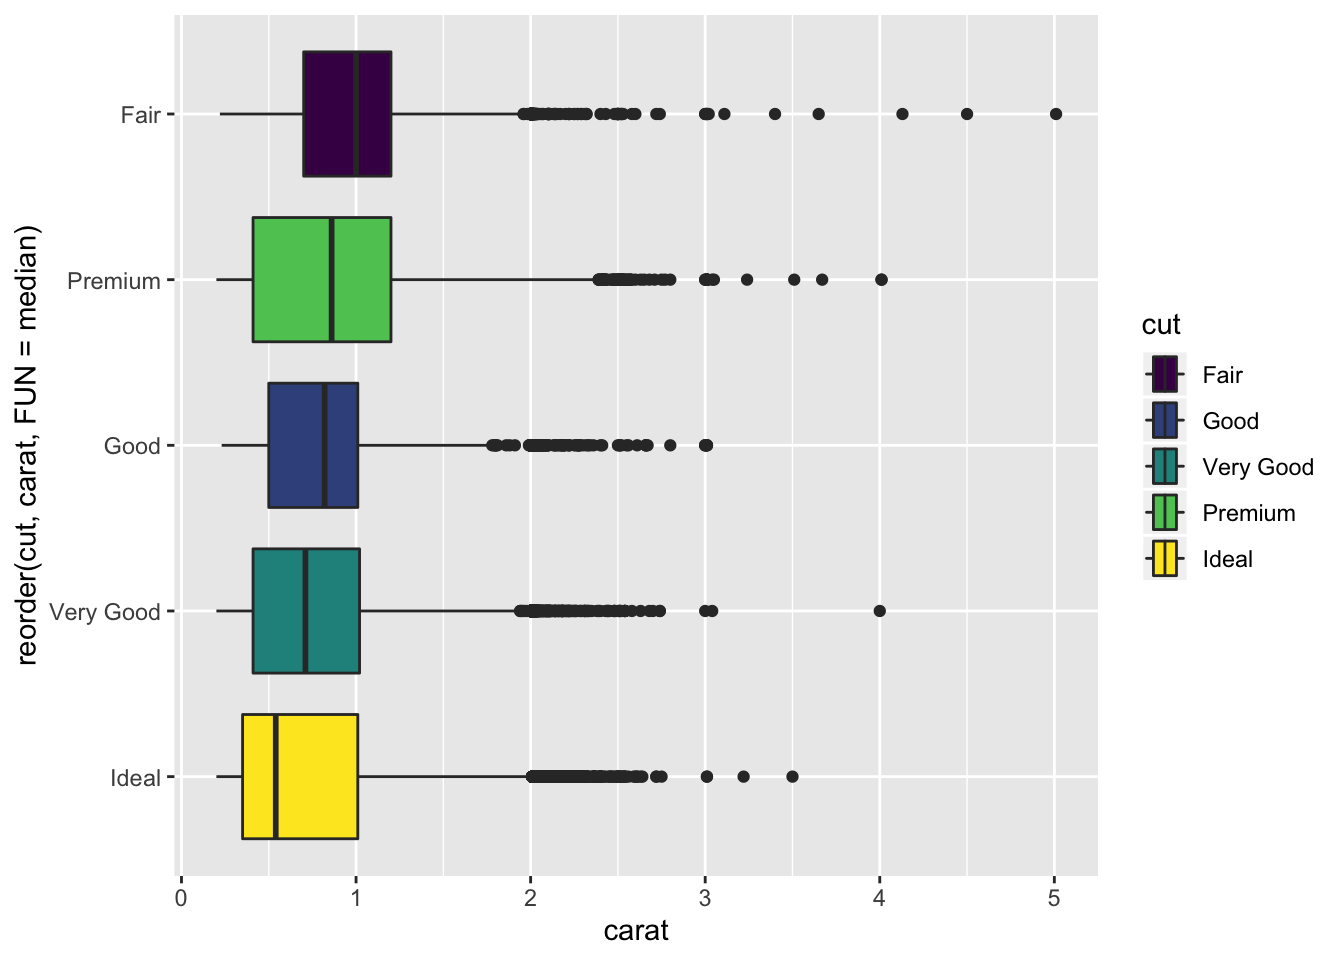 reorder(cut, carat, FUN = median)
Fair
Premium
Good
Very Good
Ideal
0 1 2 3 4 5
carat
cut
Fair
Good
Very Good
Premium
Ideal